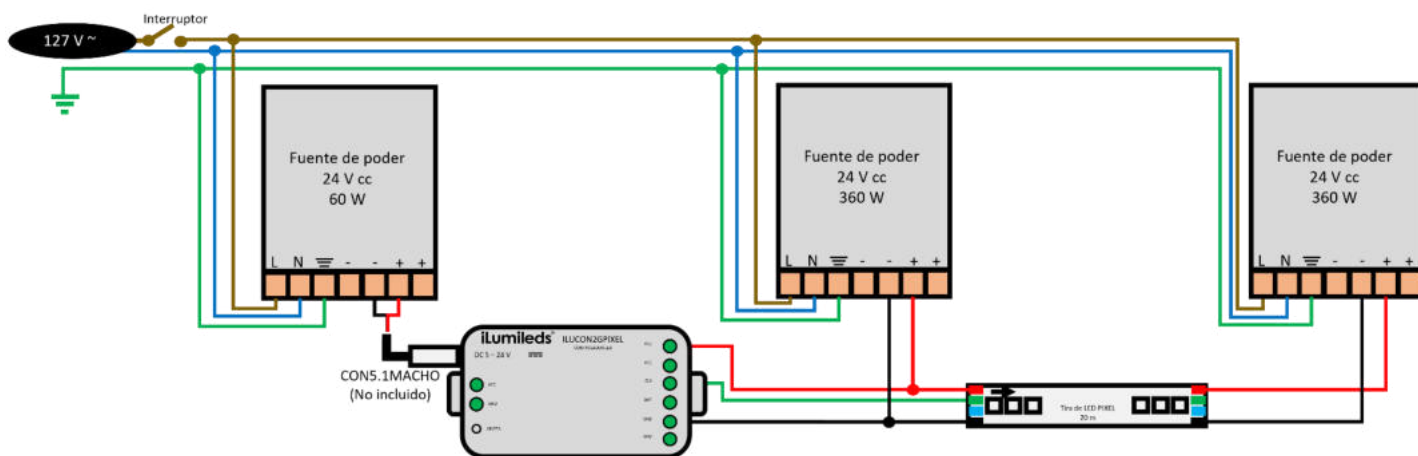 Interruptor
127 V ~
Fuente de poder
24 V cc
60 W
L N - - + +
Fuente de poder
24 V cc
360 W
L N - - + +
Fuente de poder
24 V cc
360 W
L N - - + +
CON5.1MACHO
(No incluido)
iLumileds®
ILUCON2GPIXEL
DC 5 – 24 V
Tira de LED PIXEL
20 m